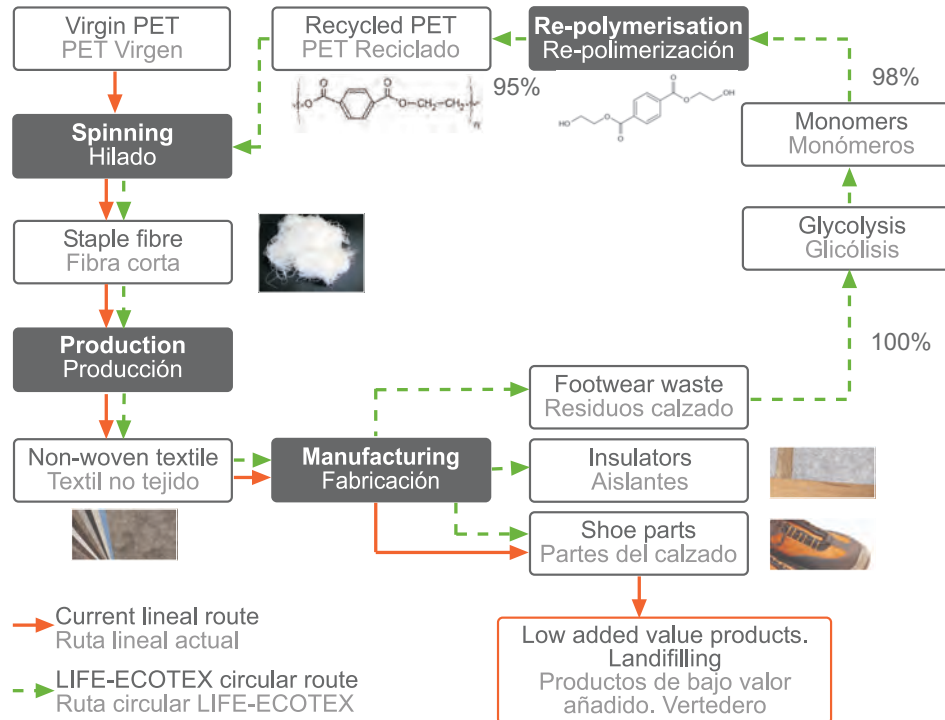 Virgin PET
PET Virgen
Recycled PET
PET Reciclado
Re-polymerisation
Re-polimerización
95%
98%
Spinning
Hilado
Monomers
Monómeros
Staple fibre
Fibra corta
Glycolysis
Glicólisis
Production
Producción
100%
Footwear waste
Residuos calzado
Non-woven textile
Textil no tejido
Manufacturing
Fabricación
Insulators
Aislantes
Shoe parts
Partes del calzado
Current lineal route
Ruta lineal actual
LIFE-ECOTEX circular route
Ruta circular LIFE-ECOTEX
Low added value products.
Landifilling
Productos de bajo valor
añadido. Vertedero